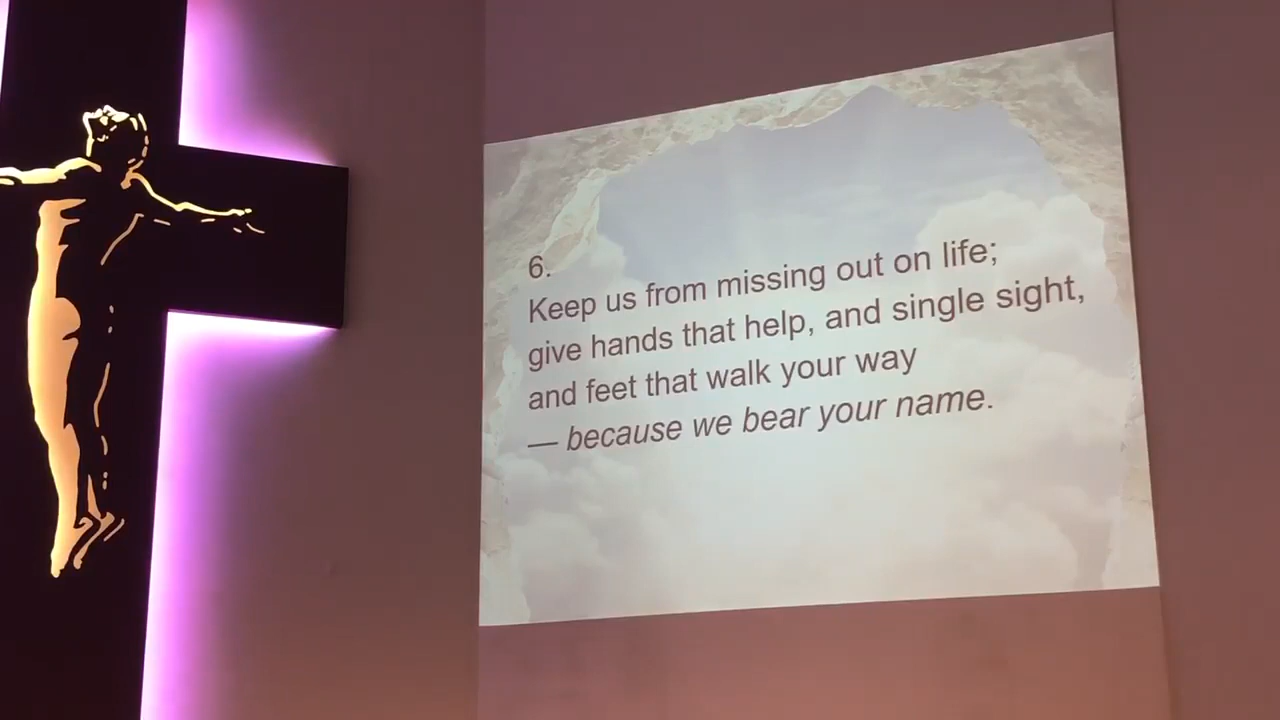 6.
Keep us from missing out on life;
give hands that help, and single sight,
and feet that walk your way
— because we bear your name.